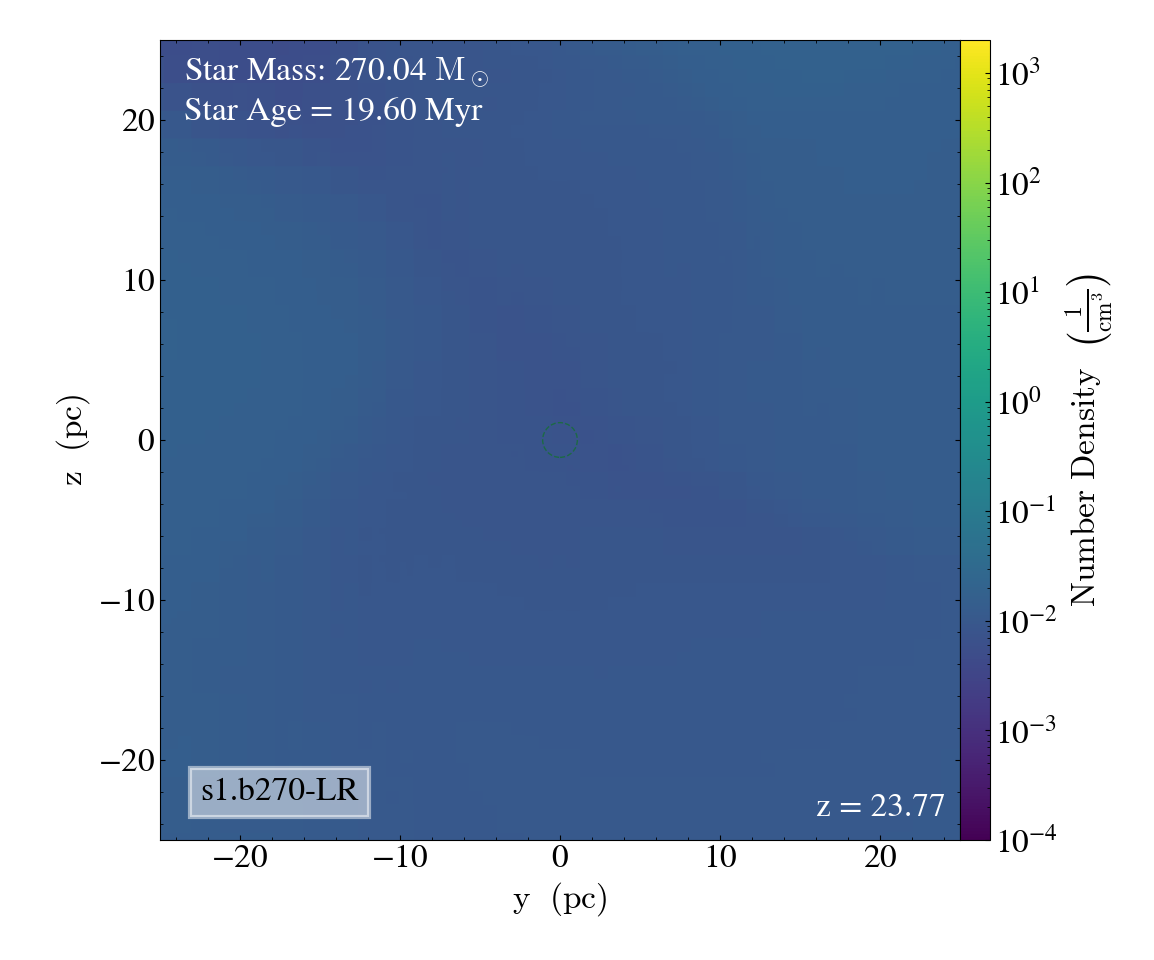 Star Mass: 270.04 M⊙
Star Age = 19.60 Myr
20
10
0
−10
−20
z (pc)
s1.b270-LR
z = 23.77
−20 −10 0 10 20
y (pc)
10³
10²
10¹
10⁰
10⁻¹
10⁻²
10⁻³
10⁻⁴
Number Density (1/cm³)